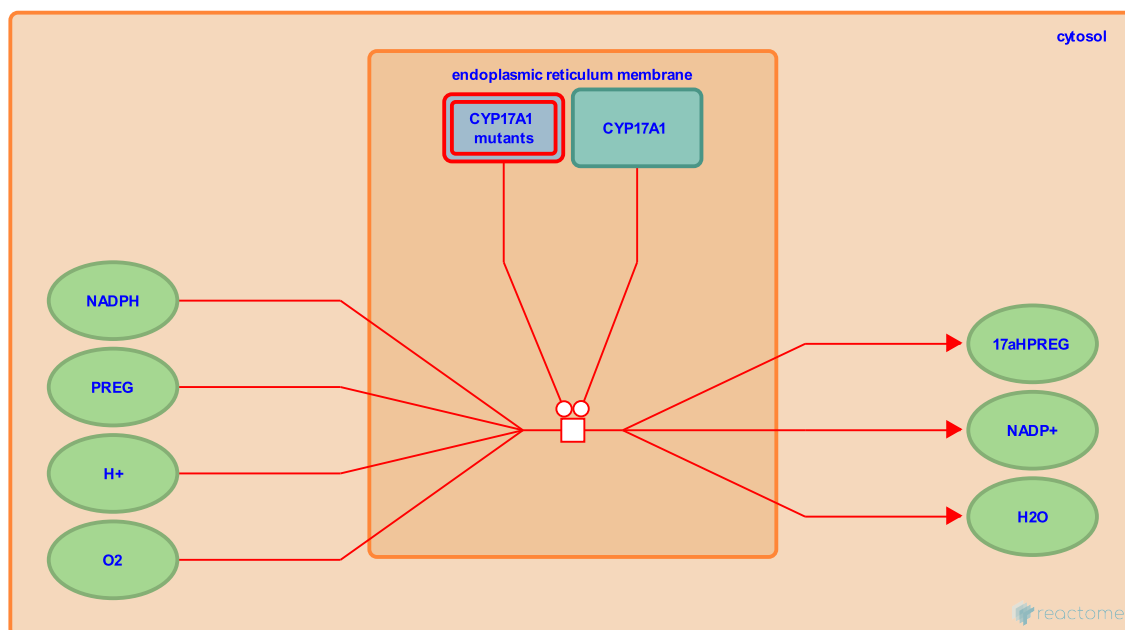 cytosol
endoplasmic reticulum membrane
CYP17A1
mutants
CYP17A1
NADPH
PREG
H+
O2
17aHPREG
NADP+
H2O
reactome